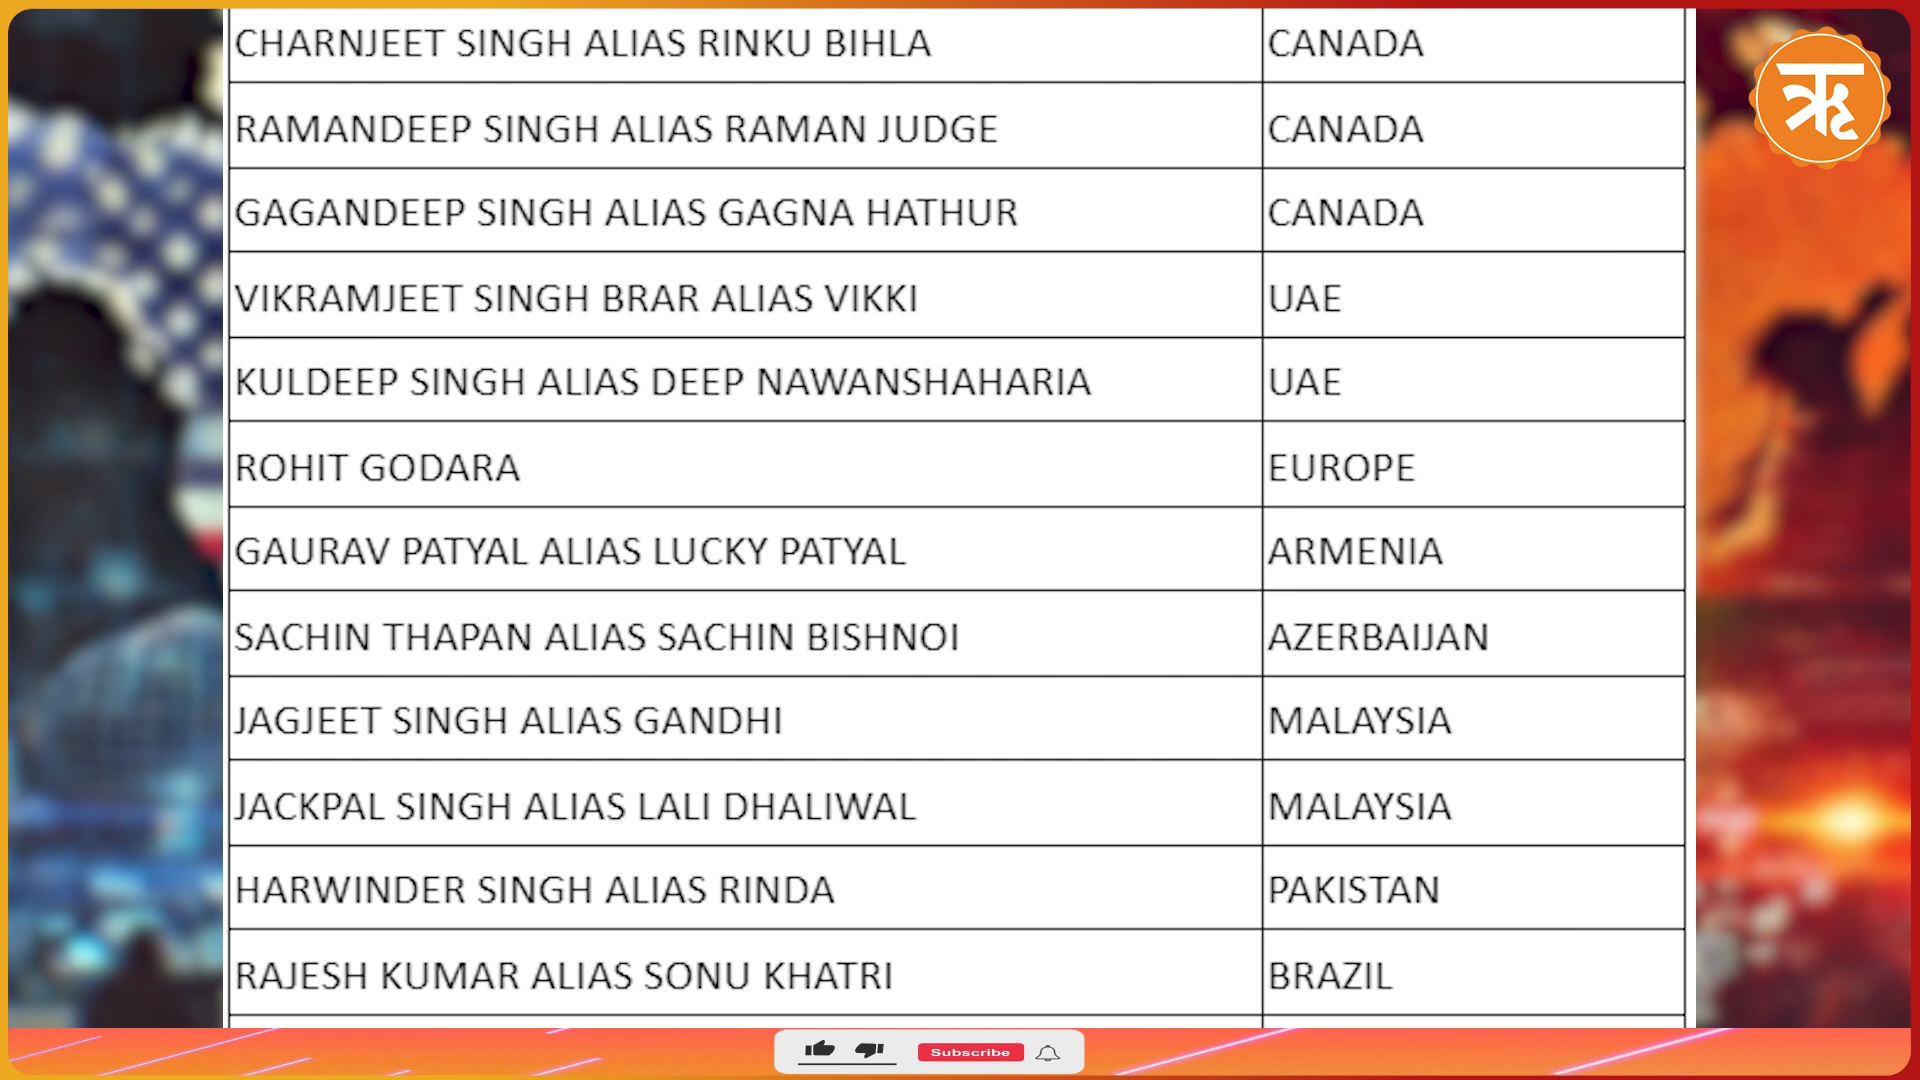 CHARNJEET SINGH ALIAS RINKU BIHLA CANADA
RAMANDEEP SINGH ALIAS RAMAN JUDGE CANADA
GAGANDEEP SINGH ALIAS GAGNA HATHUR CANADA
VIKRAMJEET SINGH BRAR ALIAS VIKKI UAE
KULDEEP SINGH ALIAS DEEP NAWANSHAHARIA UAE
ROHIT GODARA EUROPE
GAURAV PATYAL ALIAS LUCKY PATYAL ARMENIA
SACHIN THAPAN ALIAS SACHIN BISHNOI AZERBAIJAN
JAGJEET SINGH ALIAS GANDHI MALAYSIA
JACKPAL SINGH ALIAS LALI DHALIWAL MALAYSIA
HARWINDER SINGH ALIAS RINDA PAKISTAN
RAJESH KUMAR ALIAS SONU KHATRI BRAZIL
ऋ
Subscribe